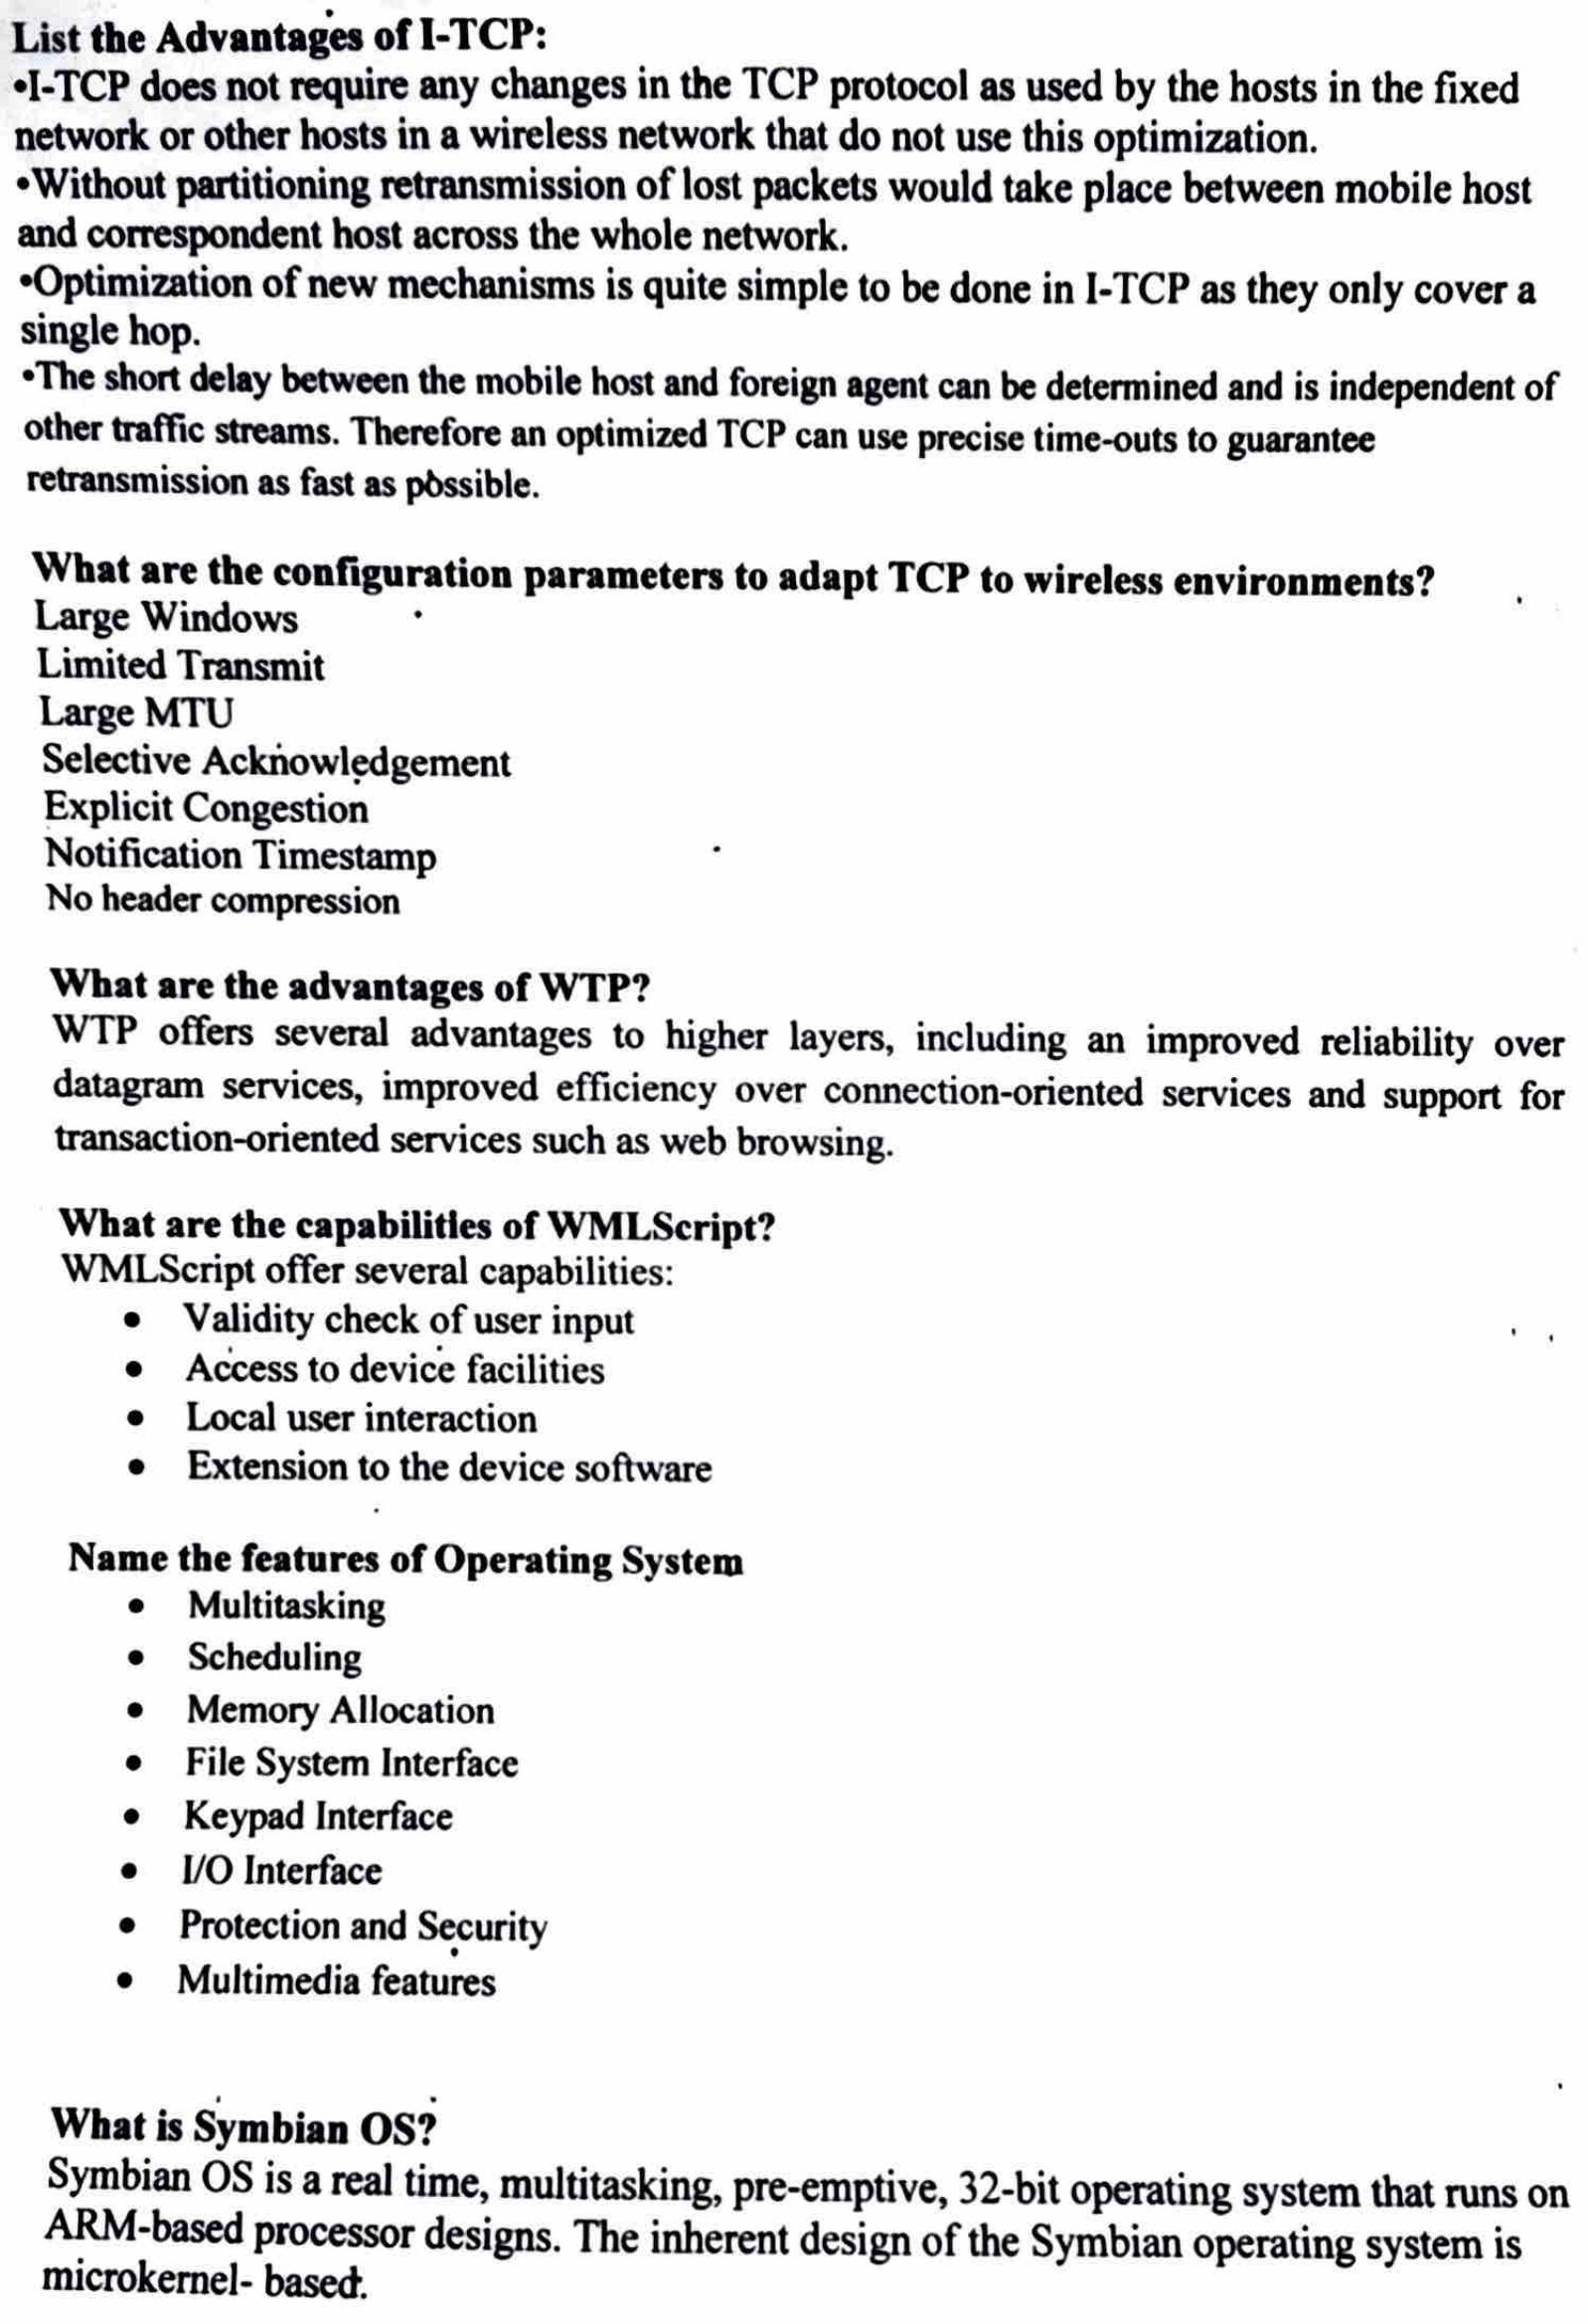 List the Advantages of I-TCP:
•I-TCP does not require any changes in the TCP protocol as used by the hosts in the fixed
network or other hosts in a wireless network that do not use this optimization.
•Without partitioning retransmission of lost packets would take place between mobile host
and correspondent host across the whole network.
•Optimization of new mechanisms is quite simple to be done in I-TCP as they only cover a
single hop.
•The short delay between the mobile host and foreign agent can be determined and is independent of
other traffic streams. Therefore an optimized TCP can use precise time-outs to guarantee
retransmission as fast as possible.
What are the configuration parameters to adapt TCP to wireless environments?
Large Windows
Limited Transmit
Large MTU
Selective Acknowledgement
Explicit Congestion
Notification Timestamp
No header compression
What are the advantages of WTP?
WTP offers several advantages to higher layers, including an improved reliability over
datagram services, improved efficiency over connection-oriented services and support for
transaction-oriented services such as web browsing.
What are the capabilities of WMLScript?
WMLScript offer several capabilities:
• Validity check of user input
• Access to device facilities
• Local user interaction
• Extension to the device software
Name the features of Operating System
• Multitasking
• Scheduling
• Memory Allocation
• File System Interface
• Keypad Interface
• I/O Interface
• Protection and Security
• Multimedia features
What is Symbian OS?
Symbian OS is a real time, multitasking, pre-emptive, 32-bit operating system that runs on
ARM-based processor designs. The inherent design of the Symbian operating system is
microkernel- based.